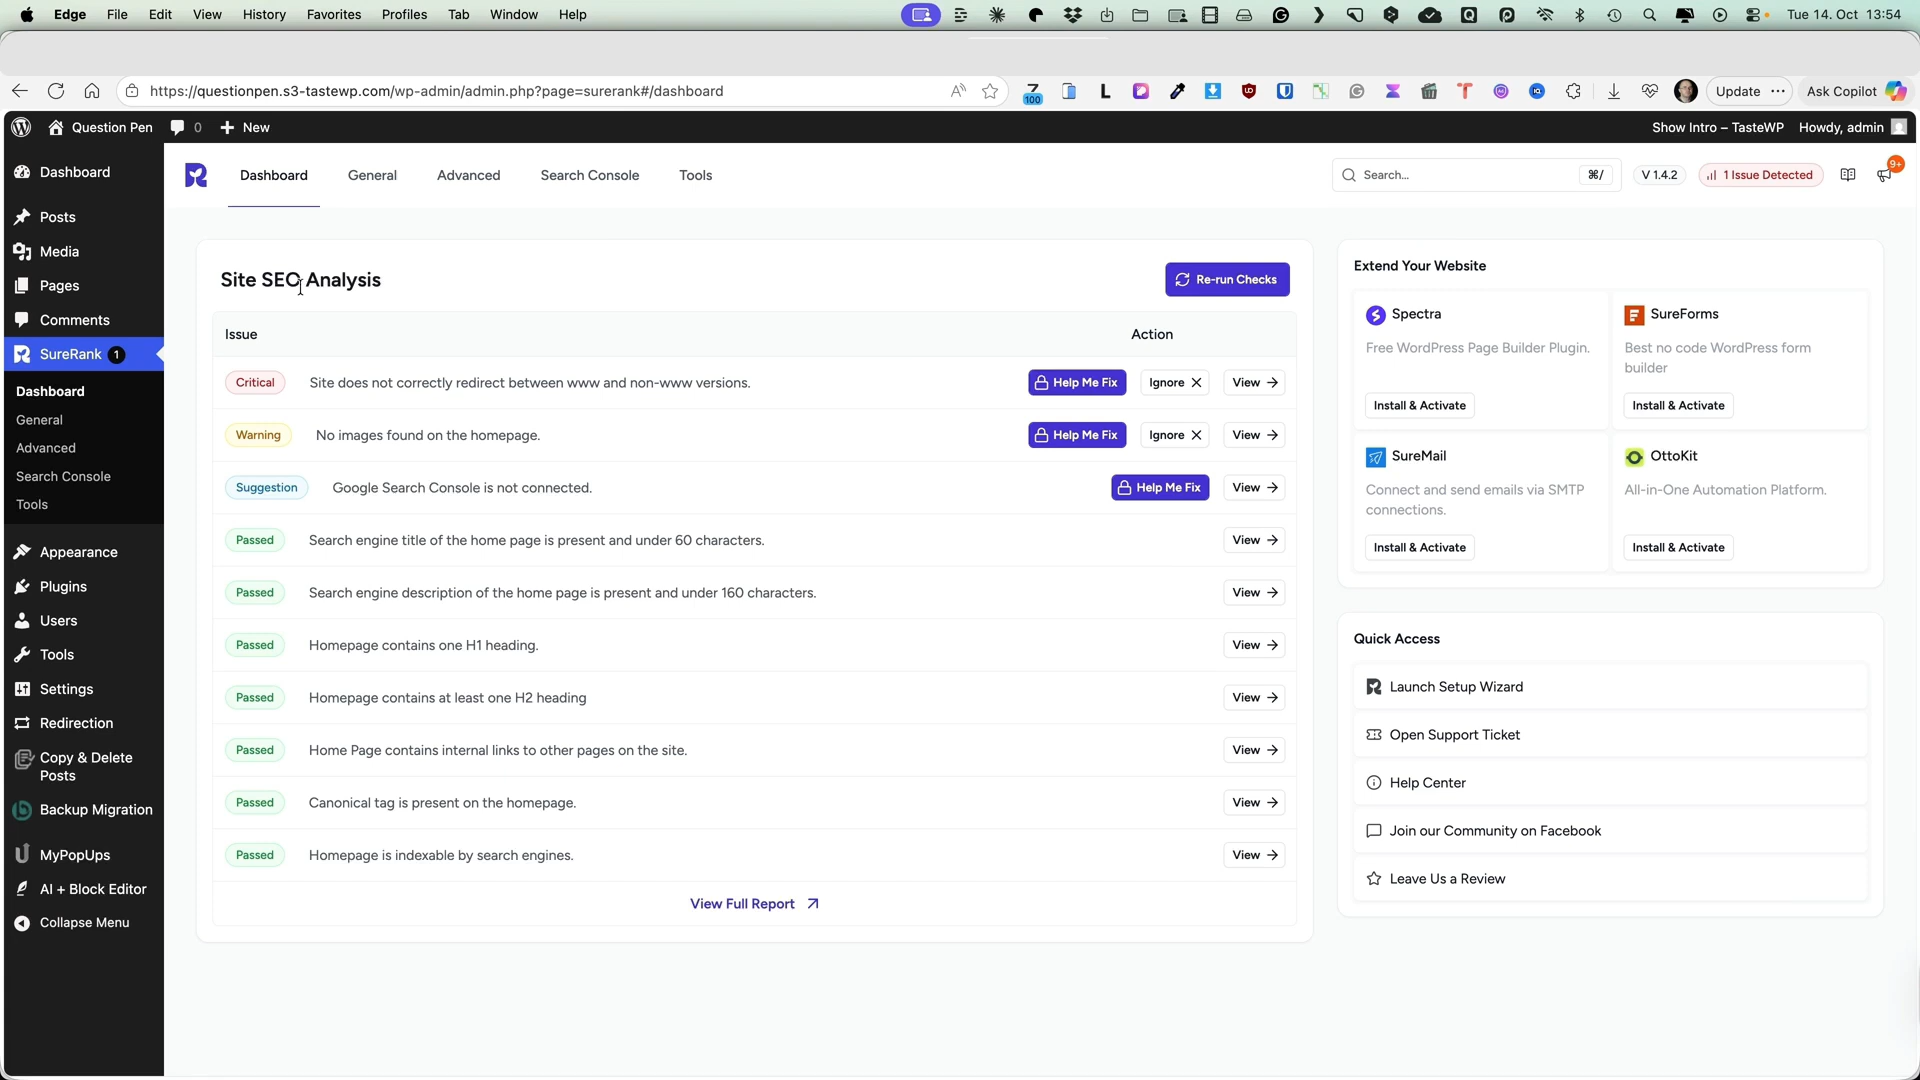 Edge File Edit View History Favorites Profiles Tab Window Help
Tue 14. Oct 13:54
https://questionpen.s3-tastewp.com/wp-admin/admin.php?page=surerank#/dashboard
100
Update
Ask Copilot
Question Pen 0 New
Show Intro – TasteWP Howdy, admin
Dashboard
Posts
Media
Pages
Comments
SureRank 1
Dashboard
General
Advanced
Search Console
Tools
Appearance
Plugins
Users
Tools
Settings
Redirection
Copy & Delete
Posts
Backup Migration
MyPopUps
AI + Block Editor
Collapse Menu
Dashboard General Advanced Search Console Tools
Search... ⌘/ V 1.4.2 1 Issue Detected 9+
Site SEO Analysis Re-run Checks
Issue Action
Critical Site does not correctly redirect between www and non-www versions. Help Me Fix Ignore View
Warning No images found on the homepage. Help Me Fix Ignore View
Suggestion Google Search Console is not connected. Help Me Fix View
Passed Search engine title of the home page is present and under 60 characters. View
Passed Search engine description of the home page is present and under 160 characters. View
Passed Homepage contains one H1 heading. View
Passed Homepage contains at least one H2 heading View
Passed Home Page contains internal links to other pages on the site. View
Passed Canonical tag is present on the homepage. View
Passed Homepage is indexable by search engines. View
View Full Report
Extend Your Website
Spectra
Free WordPress Page Builder Plugin.
Install & Activate
SureForms
Best no code WordPress form
builder
Install & Activate
SureMail
Connect and send emails via SMTP
connections.
Install & Activate
OttoKit
All-in-One Automation Platform.
Install & Activate
Quick Access
Launch Setup Wizard
Open Support Ticket
Help Center
Join our Community on Facebook
Leave Us a Review